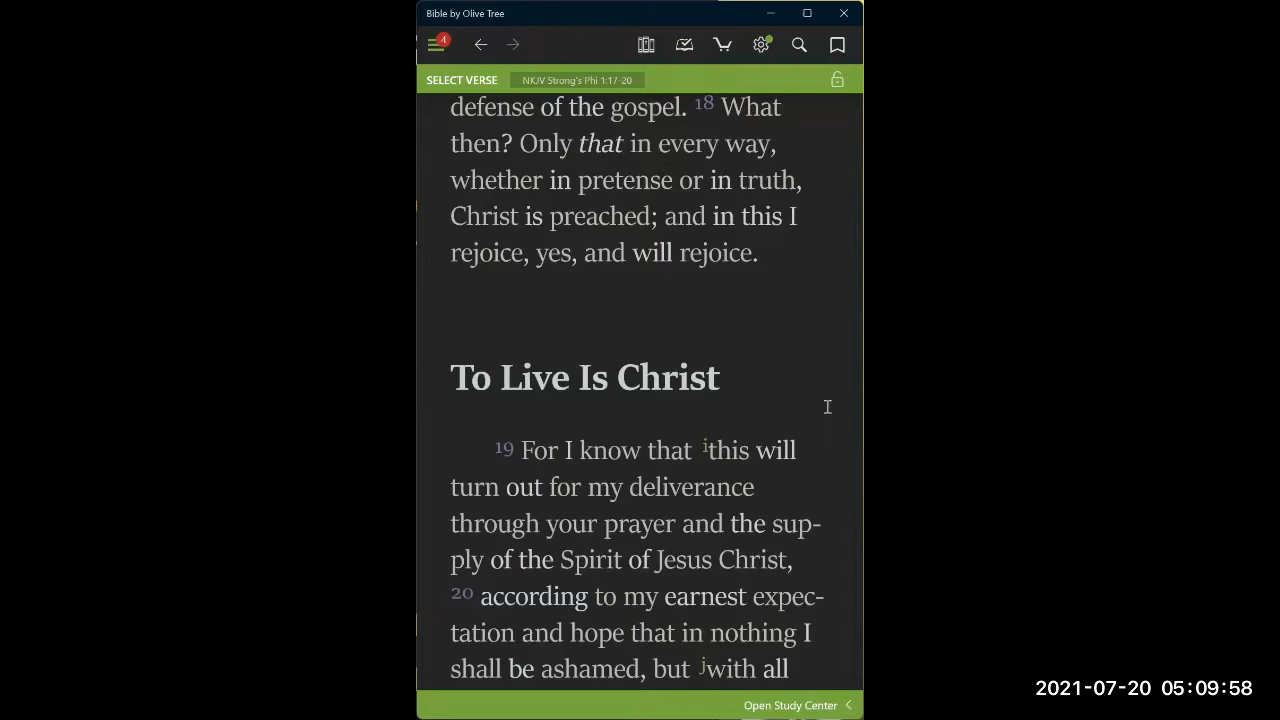 Bible by Olive Tree
4
SELECT VERSE NKJV Strong's Phi 1:17-20
defense of the gospel. 18 What
then? Only that in every way,
whether in pretense or in truth,
Christ is preached; and in this I
rejoice, yes, and will rejoice.
To Live Is Christ
19 For I know that i this will
turn out for my deliverance
through your prayer and the sup-
ply of the Spirit of Jesus Christ,
20 according to my earnest expec-
tation and hope that in nothing I
shall be ashamed, but j with all
Open Study Center
2021-07-20 05:09:58